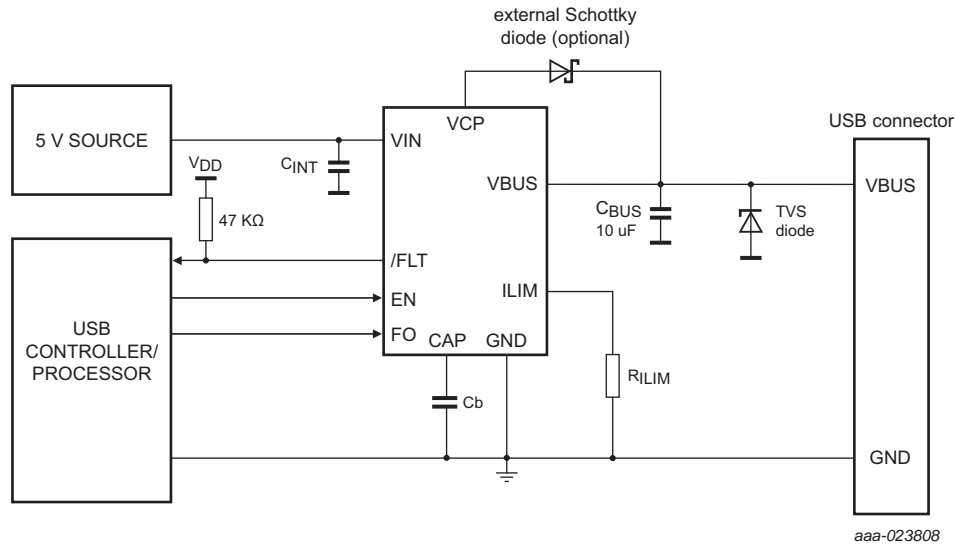 external Schottky
diode (optional)
5 V SOURCE
VIN
VCP
USB connector
CINT
VDD
VBUS
VBUS
CBUS
10 uF
TVS
diode
47 KΩ
/FLT
ILIM
EN
FO
CAP
GND
USB
CONTROLLER/
PROCESSOR
RILIM
Cb
GND
aaa-023808